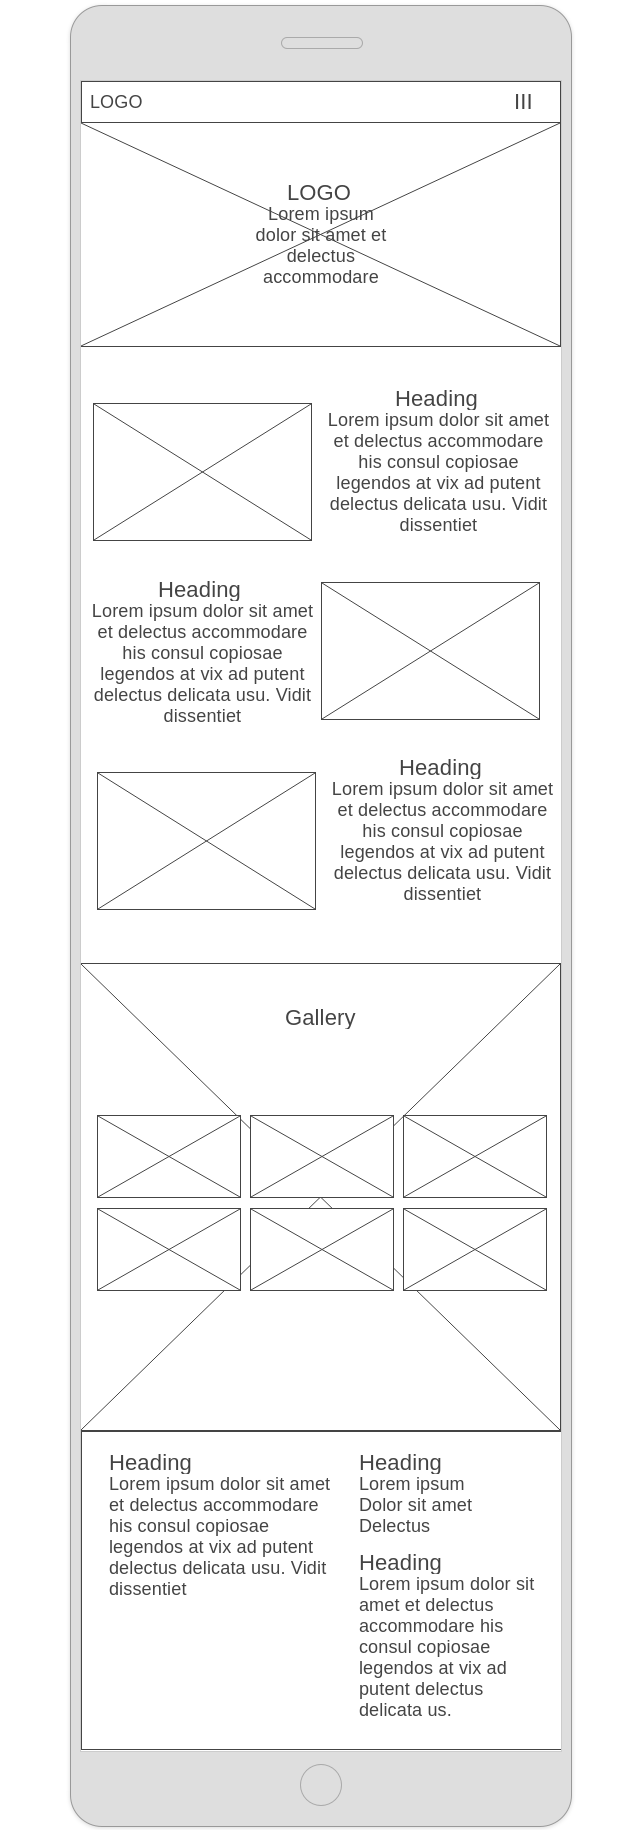 LOGO
III
LOGO
Lorem ipsum
dolor sit amet et
delectus
accommodare
Heading
Lorem ipsum dolor sit amet
et delectus accommodare
his consul copiosae
legendos at vix ad putent
delectus delicata usu. Vidit
dissentiet
Heading
Lorem ipsum dolor sit amet
et delectus accommodare
his consul copiosae
legendos at vix ad putent
delectus delicata usu. Vidit
dissentiet
Heading
Lorem ipsum dolor sit amet
et delectus accommodare
his consul copiosae
legendos at vix ad putent
delectus delicata usu. Vidit
dissentiet
Gallery
Heading
Lorem ipsum dolor sit amet
et delectus accommodare
his consul copiosae
legendos at vix ad putent
delectus delicata usu. Vidit
dissentiet
Heading
Lorem ipsum
Dolor sit amet
Delectus
Heading
Lorem ipsum dolor sit
amet et delectus
accommodare his
consul copiosae
legendos at vix ad
putent delectus
delicata us.